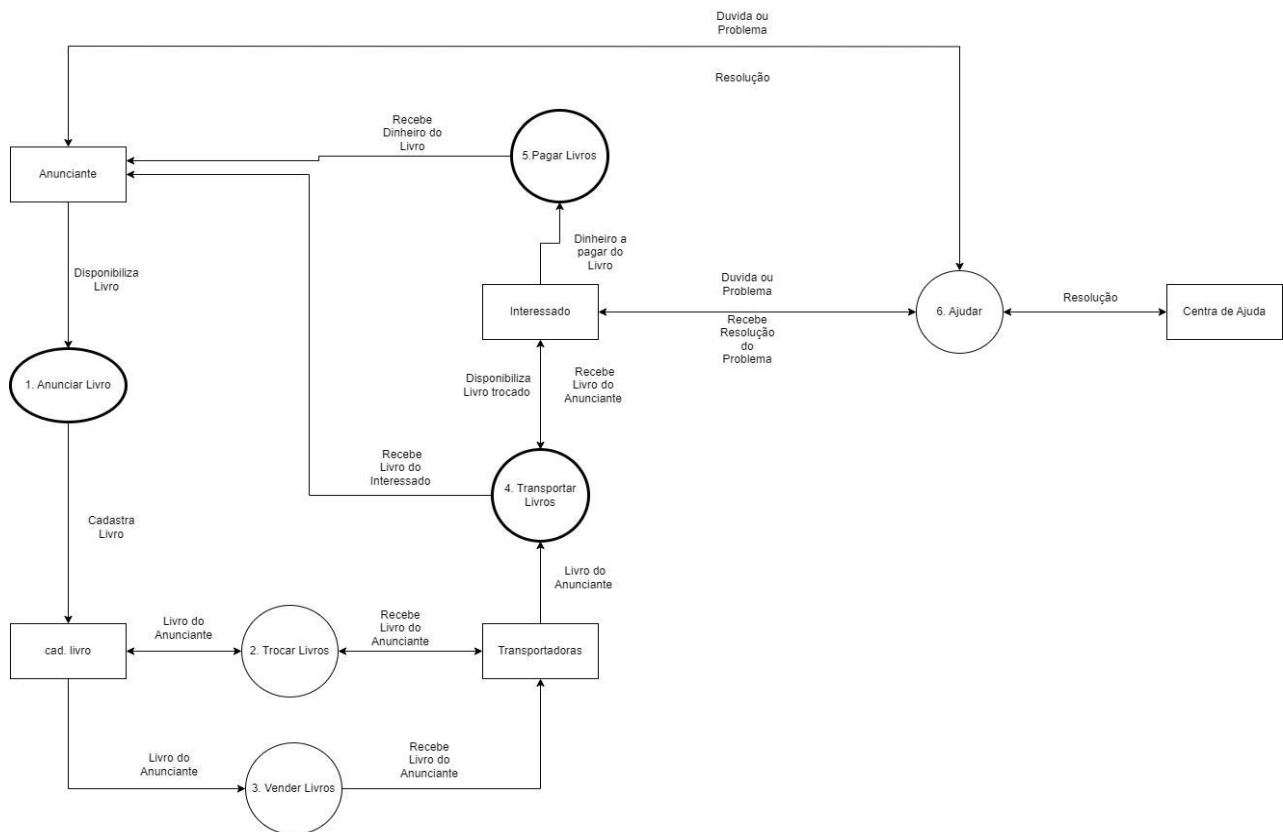 Duvida ou
Problema
Resolução
Recebe
Dinheiro do
Livro
5.Pagar Livros
Anunciante
Dinheiro a
pagar do
Livro
Disponibiliza
Livro
Duvida ou
Problema
Interessado
6. Ajudar
Resolução
Centra de Ajuda
Recebe
Resolução
do
Problema
1. Anunciar Livro
Disponibiliza
Livro trocado
Recebe
Livro do
Anunciante
Recebe
Livro do
Interessado
4. Transportar
Livros
Cadastra
Livro
Livro do
Anunciante
cad. livro
Livro do
Anunciante
2. Trocar Livros
Recebe
Livro do
Anunciante
Transportadoras
Livro do
Anunciante
3. Vender Livros
Recebe
Livro do
Anunciante